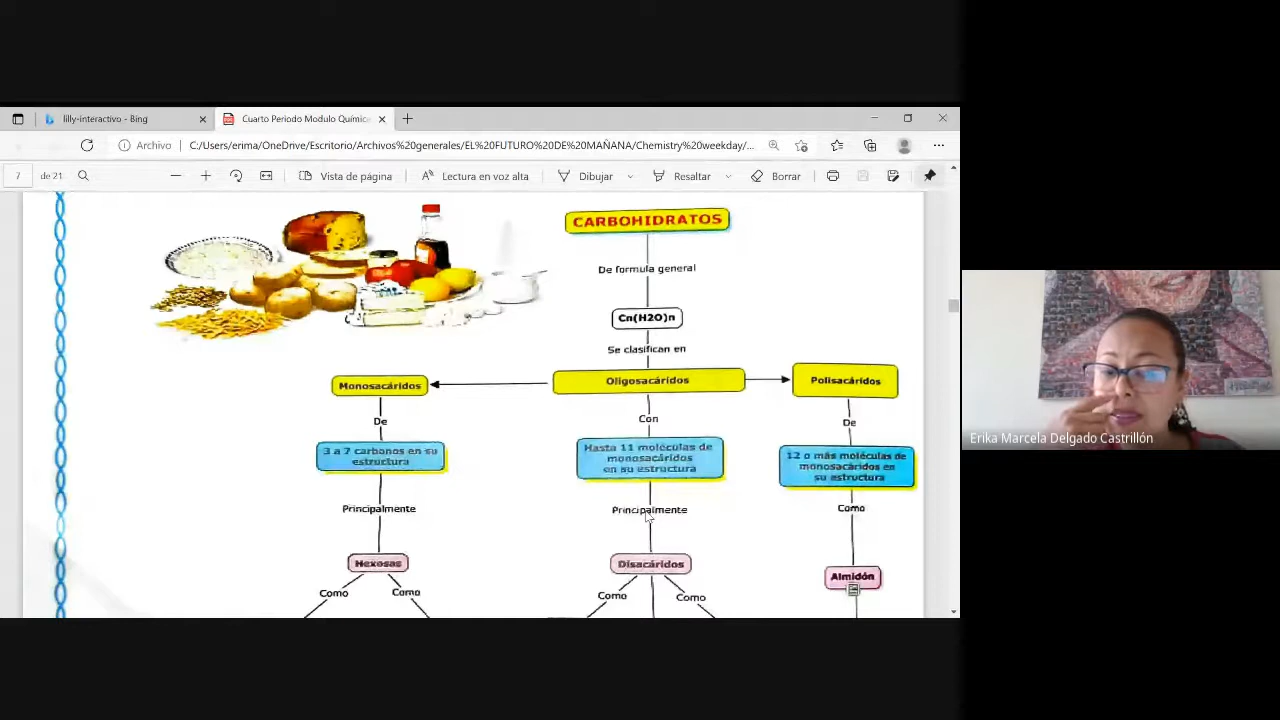 lilly-interactivo - Bing
Cuarto Periodo Modulo Químic
Archivo
C:/Users/erima/OneDrive/Escritorio/Archivos%20generales/EL%20FUTURO%20DE%20MAÑANA/Chemistry%20weekday/...
7
de 21
Vista de página
Lectura en voz alta
Dibujar
Resaltar
Borrar
CARBOHIDRATOS
De formula general
Cn(H2O)n
Se clasifican en
Monosacáridos
Oligosacáridos
Polisacáridos
De
Con
De
3 a 7 carbonos en su
estructura
Hasta 11 moléculas de
monosacáridos
en su estructura
12 o más moléculas de
monosacáridos en
su estructura
Principalmente
Principalmente
Como
Hexosas
Disacáridos
Almidón
Como
Como
Como
Como
Erika Marcela Delgado Castrillón